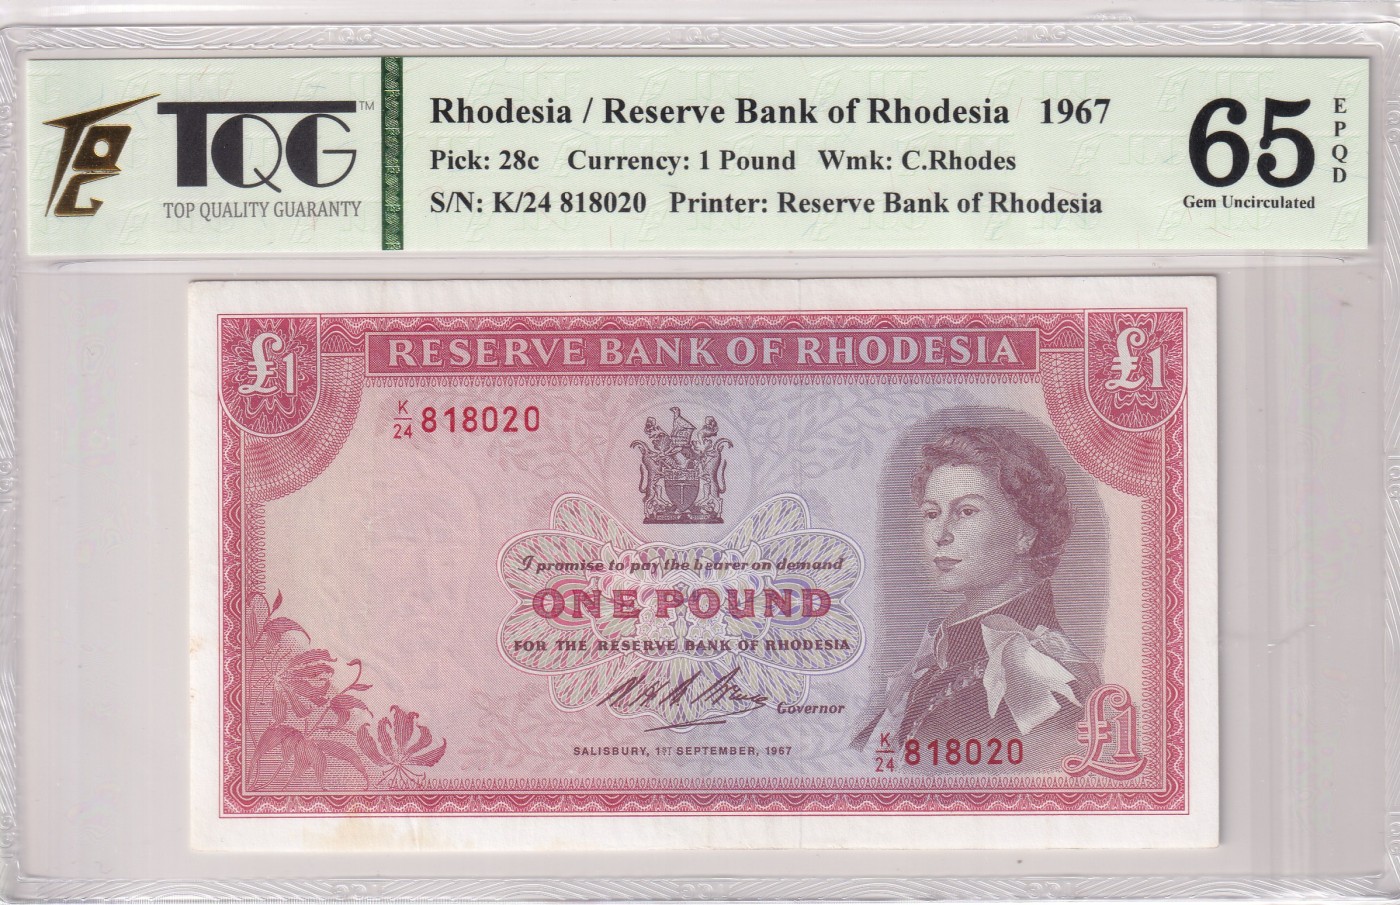 TQG™
TOP QUALITY GUARANTY
Rhodesia / Reserve Bank of Rhodesia 1967
Pick: 28c Currency: 1 Pound Wmk: C.Rhodes
S/N: K/24 818020 Printer: Reserve Bank of Rhodesia
65
EPQD
Gem Uncirculated
£1
RESERVE BANK OF RHODESIA
£1
K/24 818020
I promise to pay the bearer on demand
ONE POUND
FOR THE RESERVE BANK OF RHODESIA
Governor
SALISBURY, 1ST SEPTEMBER, 1967
K/24 818020
£1